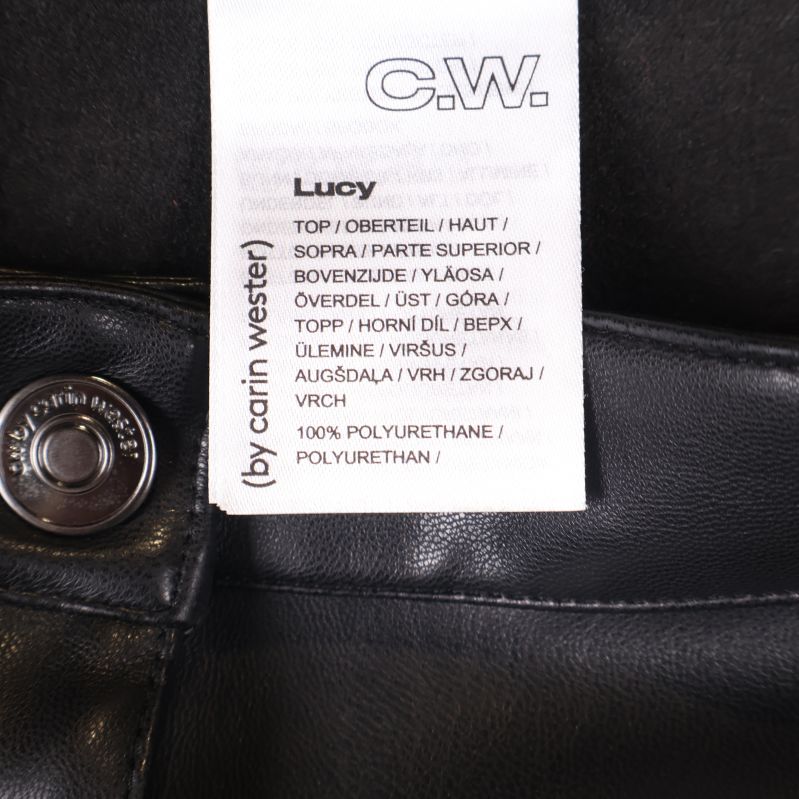 C.W.
(by carin wester)
Lucy
TOP / OBERTEIL / HAUT /
SOPRA / PARTE SUPERIOR /
BOVENZIJDE / YLÄOSA /
ÖVERDEL / ÜST / GÓRA /
TOPP / HORNÍ DÍL / ВЕРХ /
ÜLEMINE / VIRŠUS /
AUGŠDAĻA / VRH / ZGORAJ /
VRCH
100% POLYURETHANE /
POLYURETHAN /
cw by carin wester